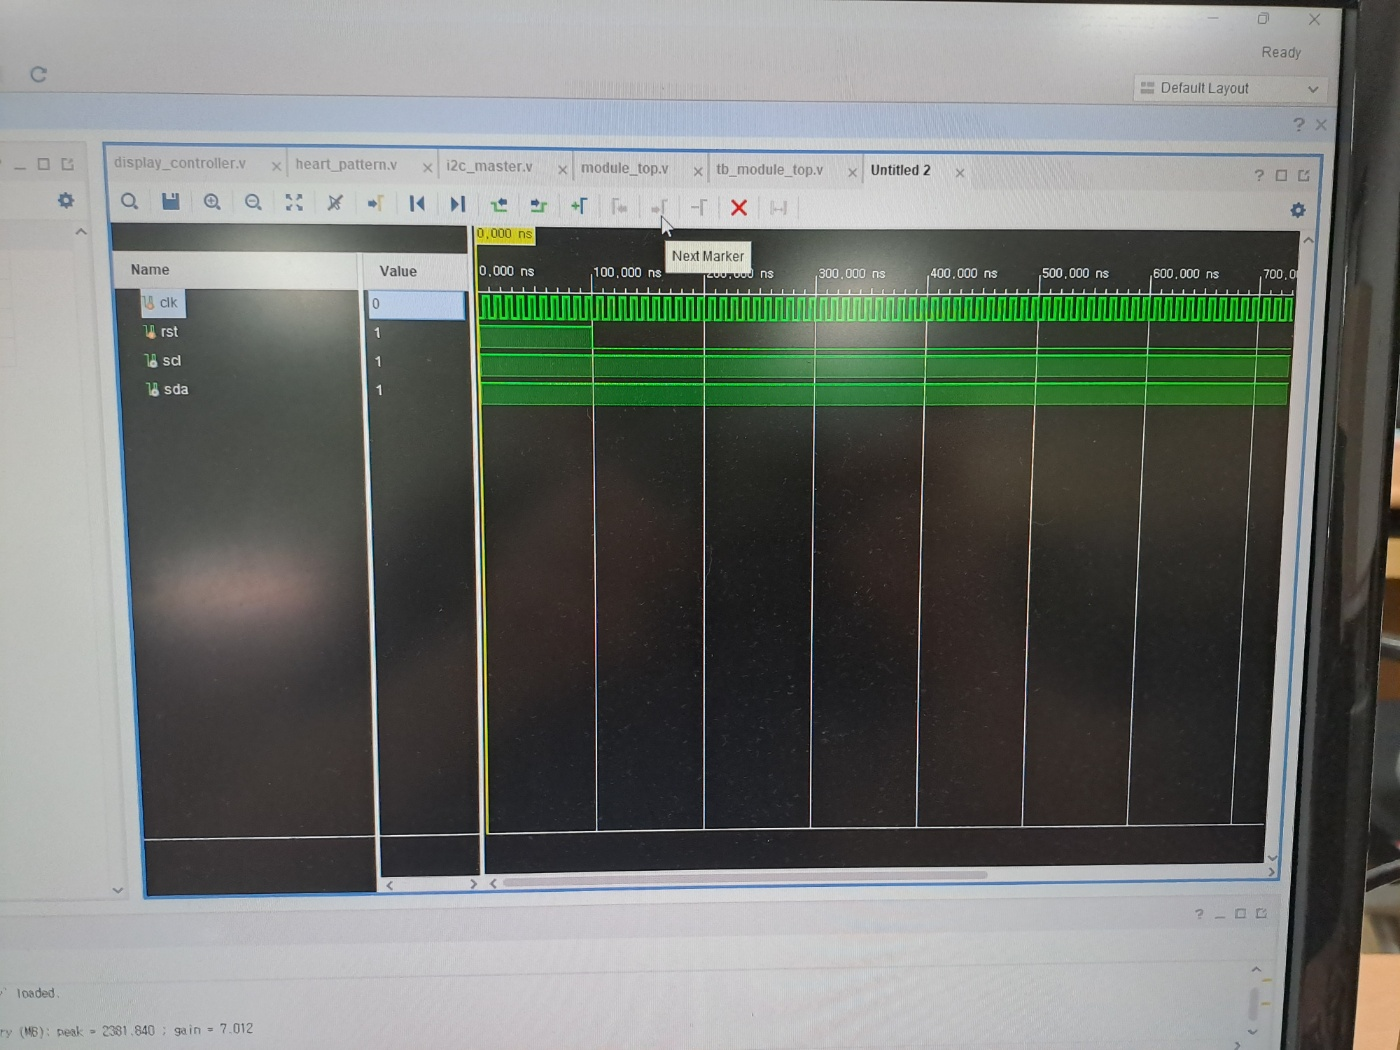 Ready
Default Layout
display_controller.v
heart_pattern.v
i2c_master.v
module_top.v
tb_module_top.v
Untitled 2
0,000 ns
Next Marker
Name
Value
0,000 ns
100,000 ns
ns
300,000 ns
400,000 ns
500,000 ns
600,000 ns
clk
0
rst
1
scl
1
sda
1
loaded.
(MB): peak = 2381.840 ; gain = 7.012